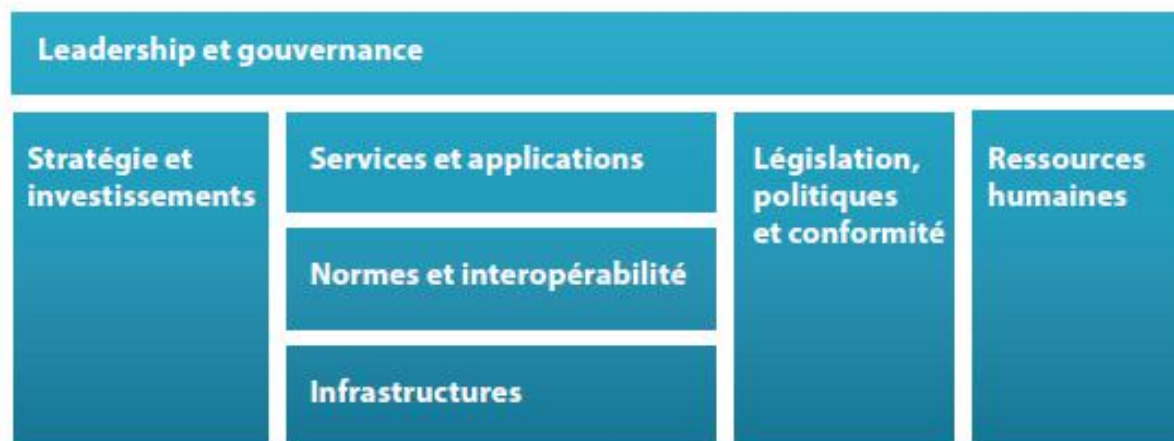 Leadership et gouvernance
Stratégie et
investissements
Services et applications
Normes et interopérabilité
Infrastructures
Législation,
politiques
et conformité
Ressources
humaines